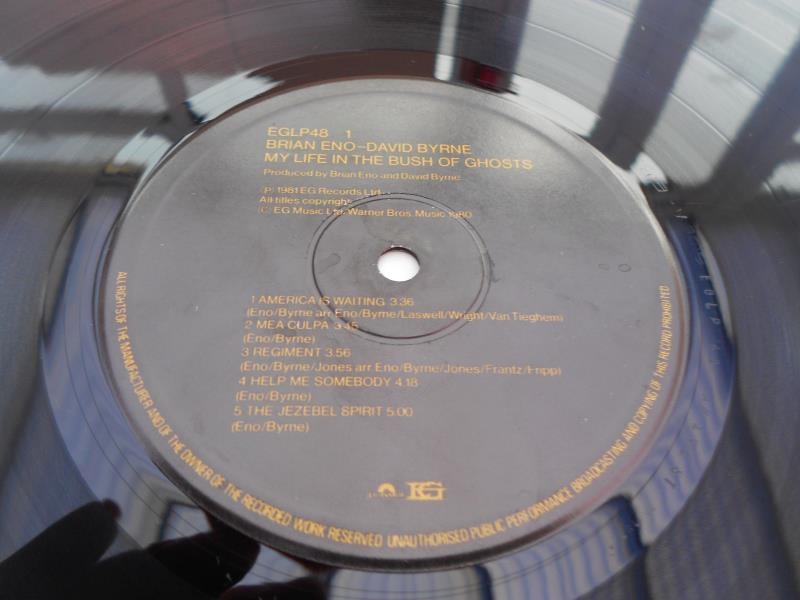 EGLP48 1
BRIAN ENO-DAVID BYRNE
MY LIFE IN THE BUSH OF GHOSTS
Produced by Brian Eno and David Byrne
(P) 1981 EG Records Ltd.
All titles copyright
(C) EG Music Ltd, Warner Bros. Music 1980
1 AMERICA IS WAITING 3.36
(Eno/Byrne arr Eno/Byrne/Laswell/Wright/Van Tieghem)
2 MEA CULPA 3.45
(Eno/Byrne)
3 REGIMENT 3.56
(Eno/Byrne/Jones arr Eno/Byrne/Jones/Frantz/Fripp)
4 HELP ME SOMEBODY 4.18
(Eno/Byrne)
5 THE JEZEBEL SPIRIT 5.00
(Eno/Byrne)
EG
ALL RIGHTS OF THE MANUFACTURER AND OF THE OWNER OF THE RECORDED WORK RESERVED UNAUTHORISED PUBLIC PERFORMANCE BROADCASTING AND COPYING OF THIS RECORD PROHIBITED